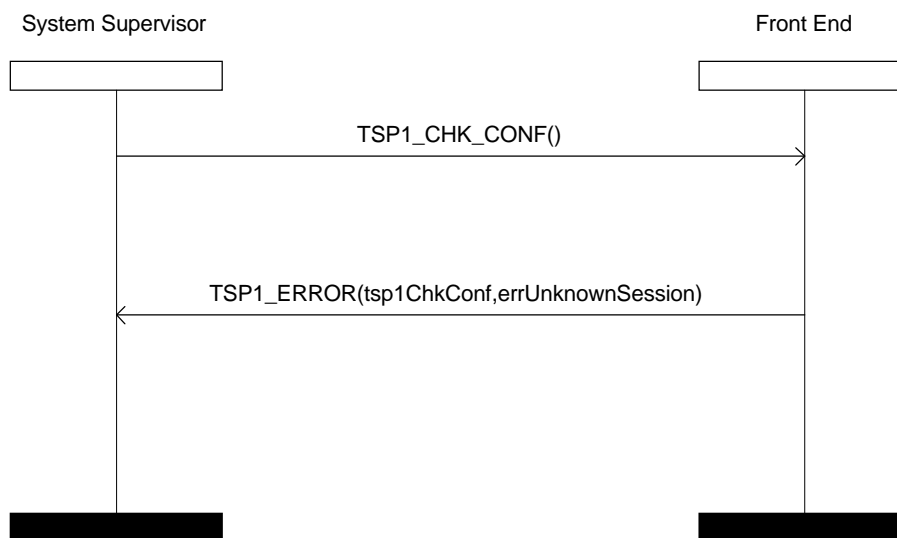 System Supervisor
Front End
TSP1_CHK_CONF()
TSP1_ERROR(tsp1ChkConf,errUnknownSession)